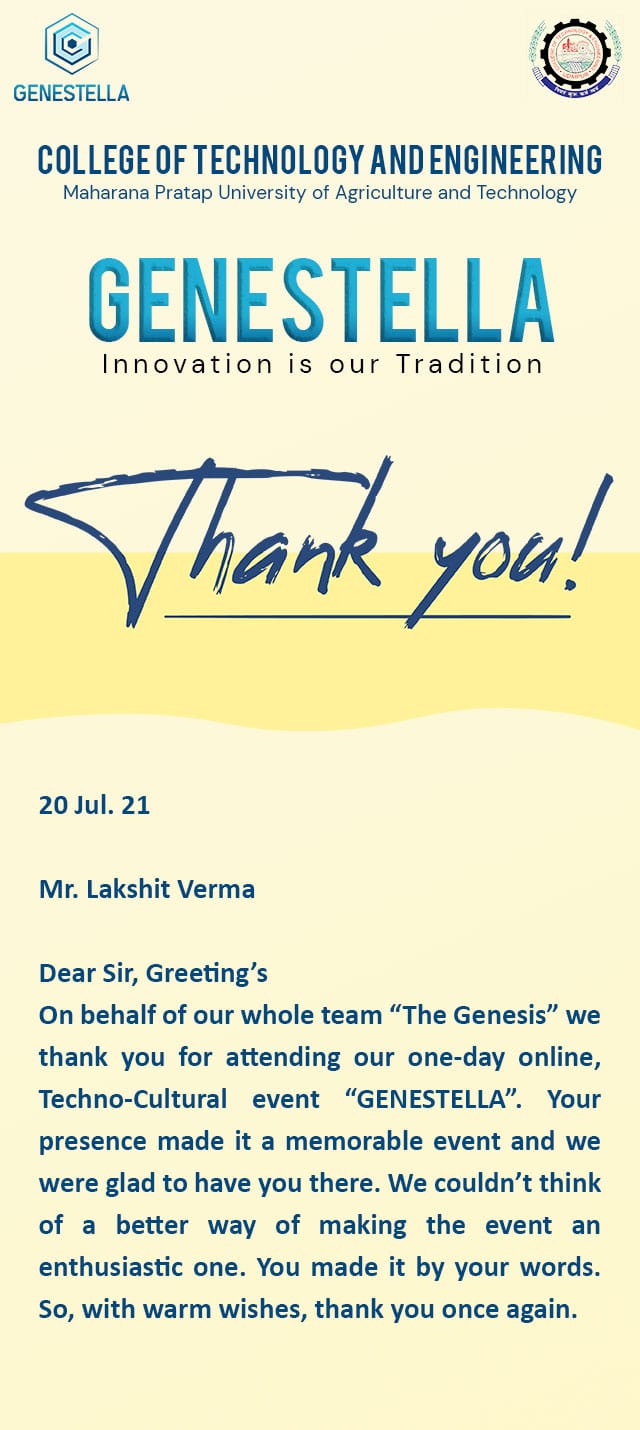 GENESTELLA
COLLEGE OF TECHNOLOGY AND ENGINEERING
Maharana Pratap University of Agriculture and Technology
GENESTELLA
Innovation is our Tradition
Thank you!
20 Jul. 21
Mr. Lakshit Verma
Dear Sir, Greeting’s
On behalf of our whole team “The Genesis” we
thank you for attending our one-day online,
Techno-Cultural event “GENESTELLA”. Your
presence made it a memorable event and we
were glad to have you there. We couldn’t think
of a better way of making the event an
enthusiastic one. You made it by your words.
So, with warm wishes, thank you once again.